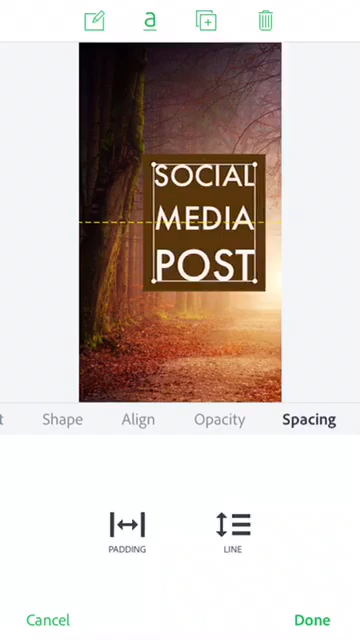 a
SOCIAL
MEDIA
POST
t Shape Align Opacity Spacing
PADDING LINE
Cancel Done